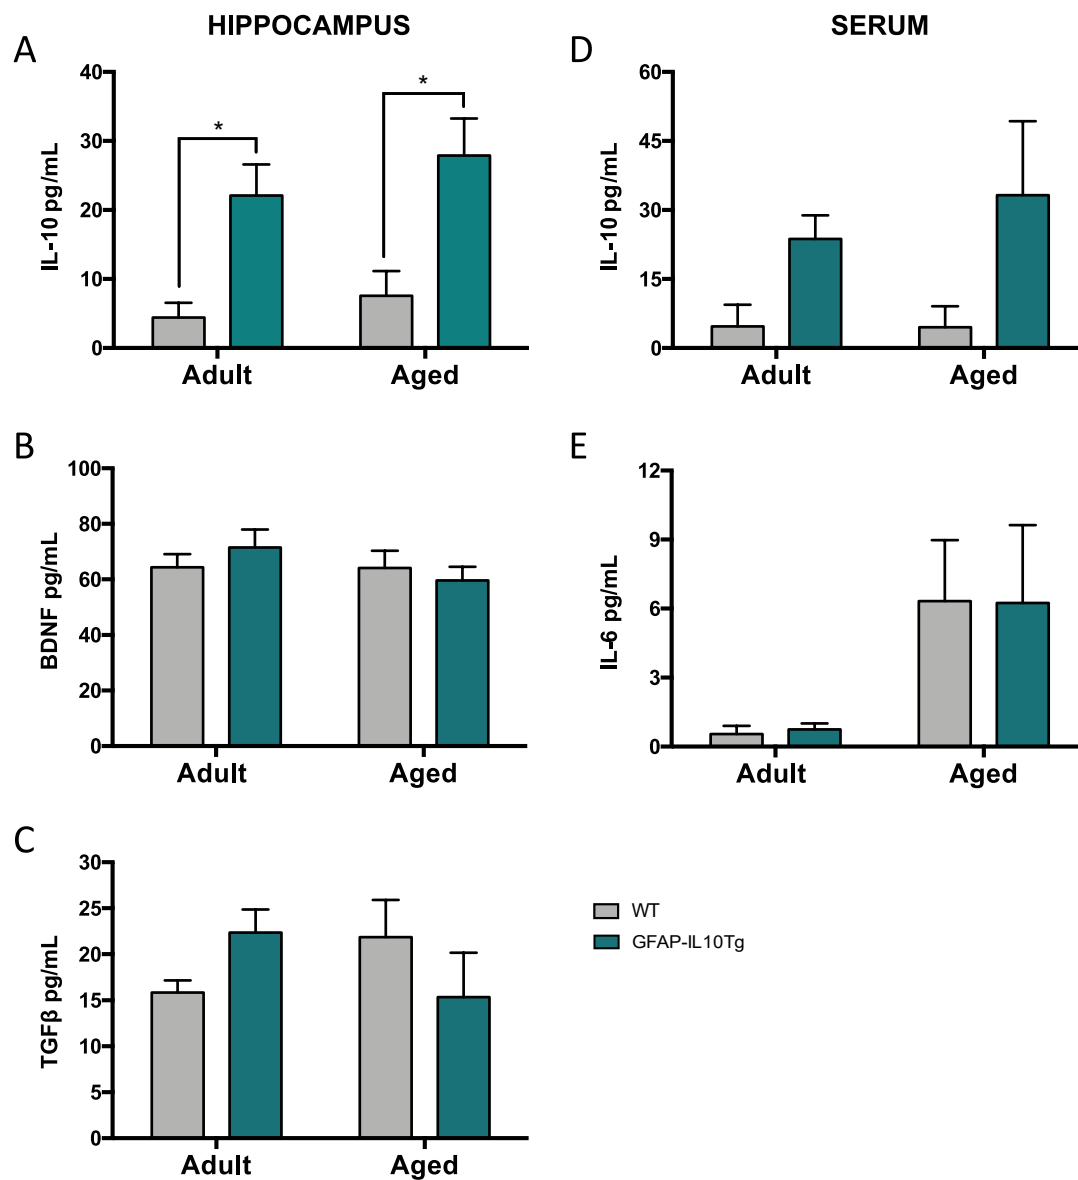 HIPPOCAMPUS
A
IL-10 pg/mL
40
30
20
10
0
*
*
Adult
Aged
B
BDNF pg/mL
100
80
60
40
20
0
Adult
Aged
C
TGFβ pg/mL
30
25
20
15
10
5
0
Adult
Aged
SERUM
D
IL-10 pg/mL
60
45
30
15
0
Adult
Aged
E
IL-6 pg/mL
12
9
6
3
0
Adult
Aged
WT
GFAP-IL10Tg